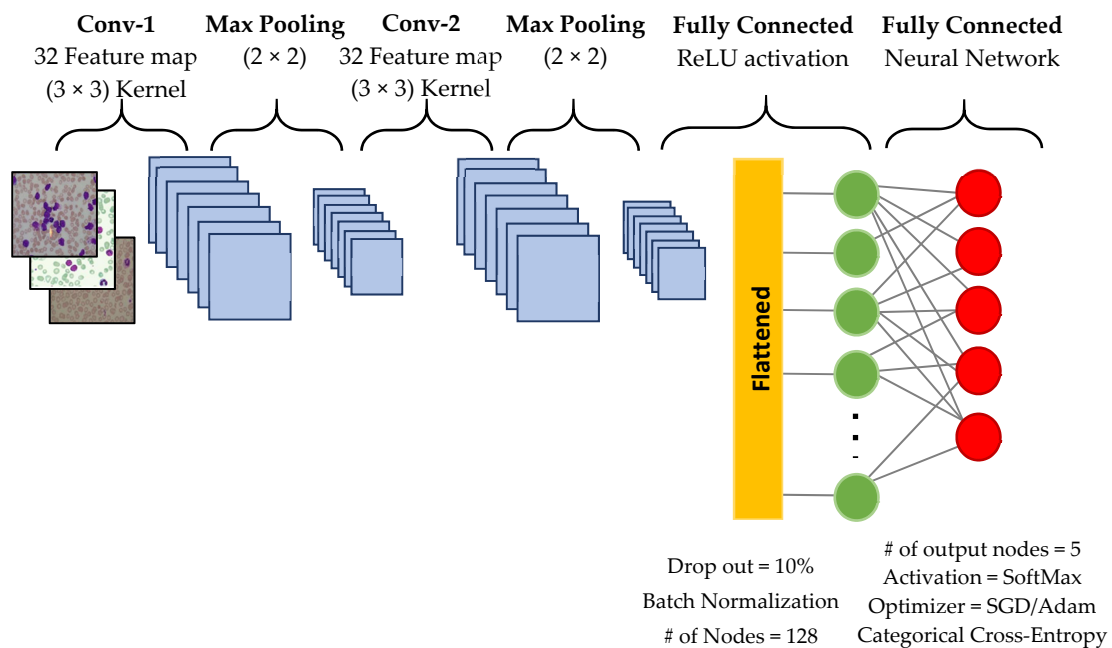 Conv-1
32 Feature map
(3 × 3) Kernel
Max Pooling
(2 × 2)
Conv-2
32 Feature map
(3 × 3) Kernel
Max Pooling
(2 × 2)
Fully Connected
ReLU activation
Fully Connected
Neural Network
Flattened
Drop out = 10%
Batch Normalization
# of Nodes = 128
# of output nodes = 5
Activation = SoftMax
Optimizer = SGD/Adam
Categorical Cross-Entropy